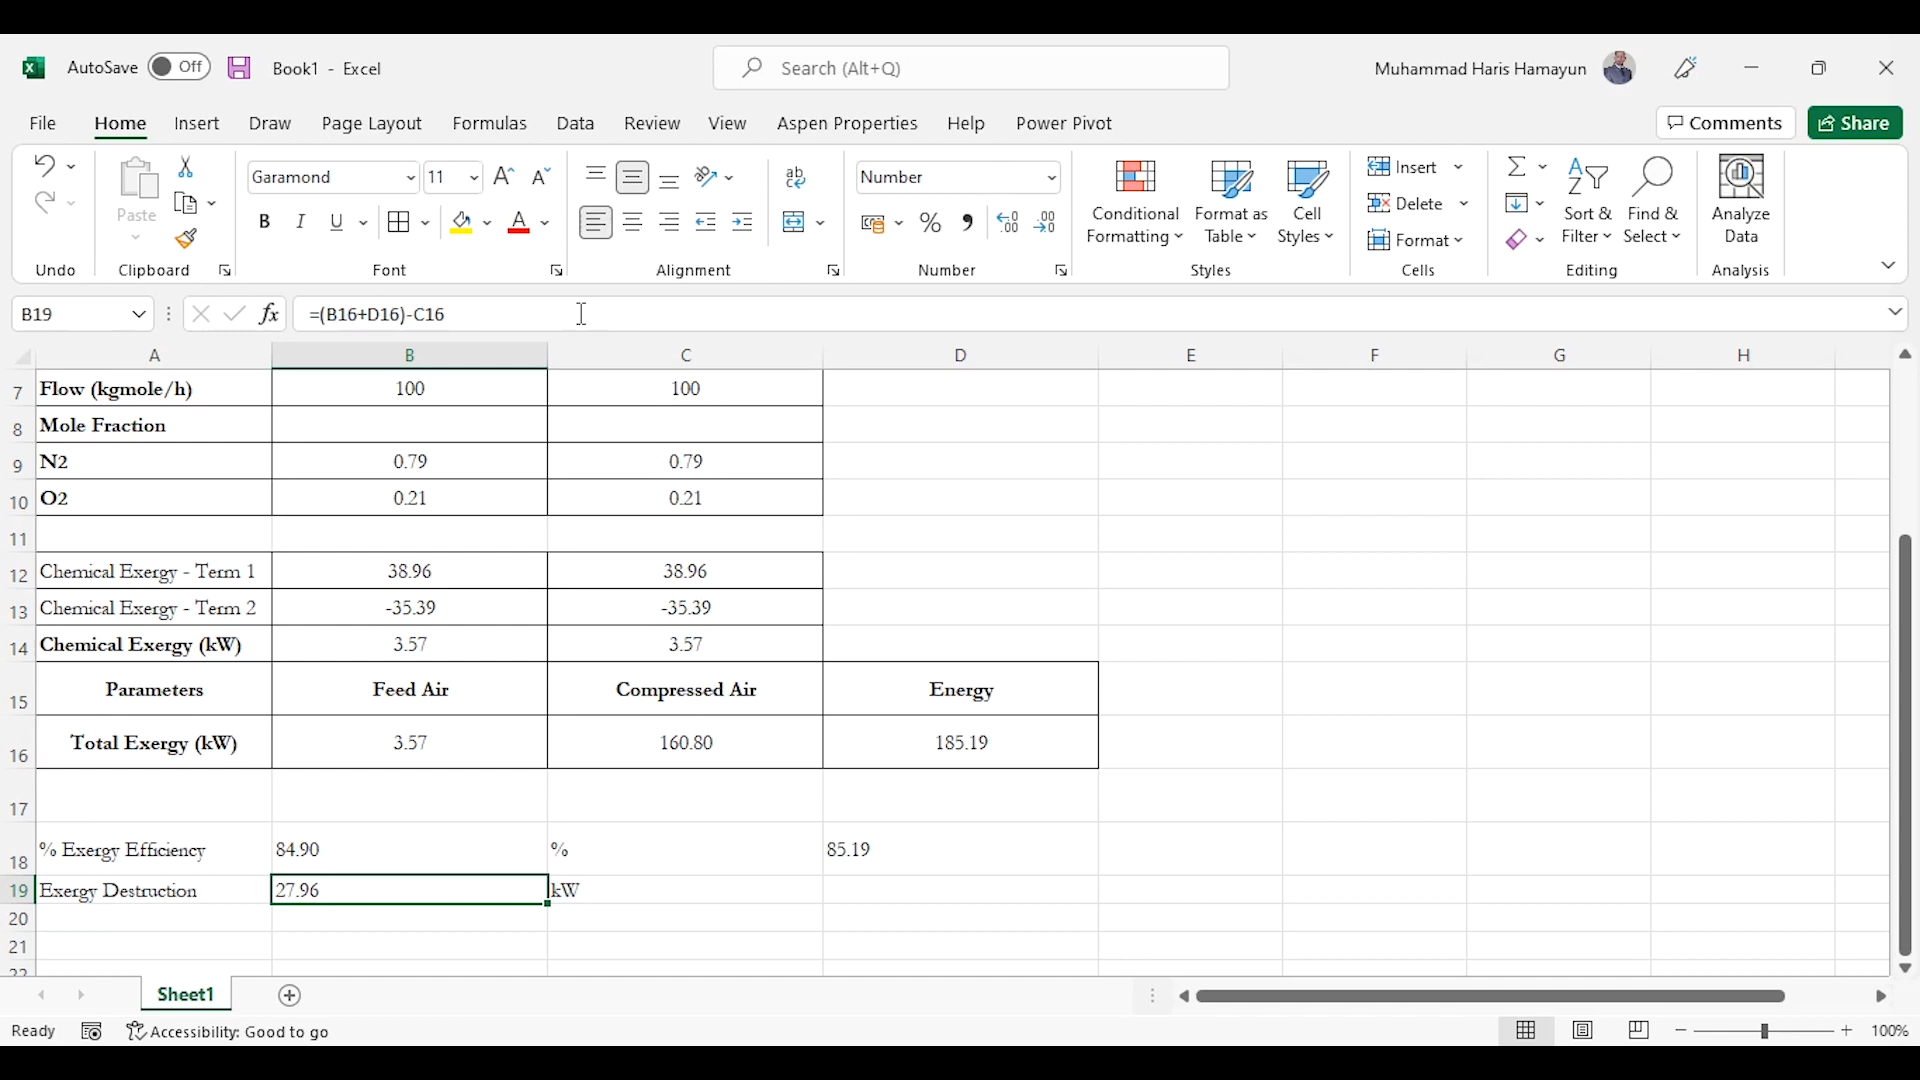 AutoSave Off Book1 - Excel Search (Alt+Q) Muhammad Haris Hamayun
File Home Insert Draw Page Layout Formulas Data Review View Aspen Properties Help Power Pivot Comments Share
Paste
Garamond 11
ab
Number
% 9 .00
Conditional Formatting
Format as Table
Cell Styles
Insert
Delete
Format
Sort & Filter
Find & Select
Analyze Data
Undo Clipboard Font Alignment Number Styles Cells Editing Analysis
B19 fx =(B16+D16)-C16
A B C D E F G H
7 Flow (kgmole/h) 100 100
8 Mole Fraction
9 N2 0.79 0.79
10 O2 0.21 0.21
11
12 Chemical Exergy - Term 1 38.96 38.96
13 Chemical Exergy - Term 2 -35.39 -35.39
14 Chemical Exergy (kW) 3.57 3.57
15 Parameters Feed Air Compressed Air Energy
16 Total Exergy (kW) 3.57 160.80 185.19
17
18 % Exergy Efficiency 84.90 % 85.19
19 Exergy Destruction 27.96 kW
20
21
22
Sheet1
Ready Accessibility: Good to go 100%